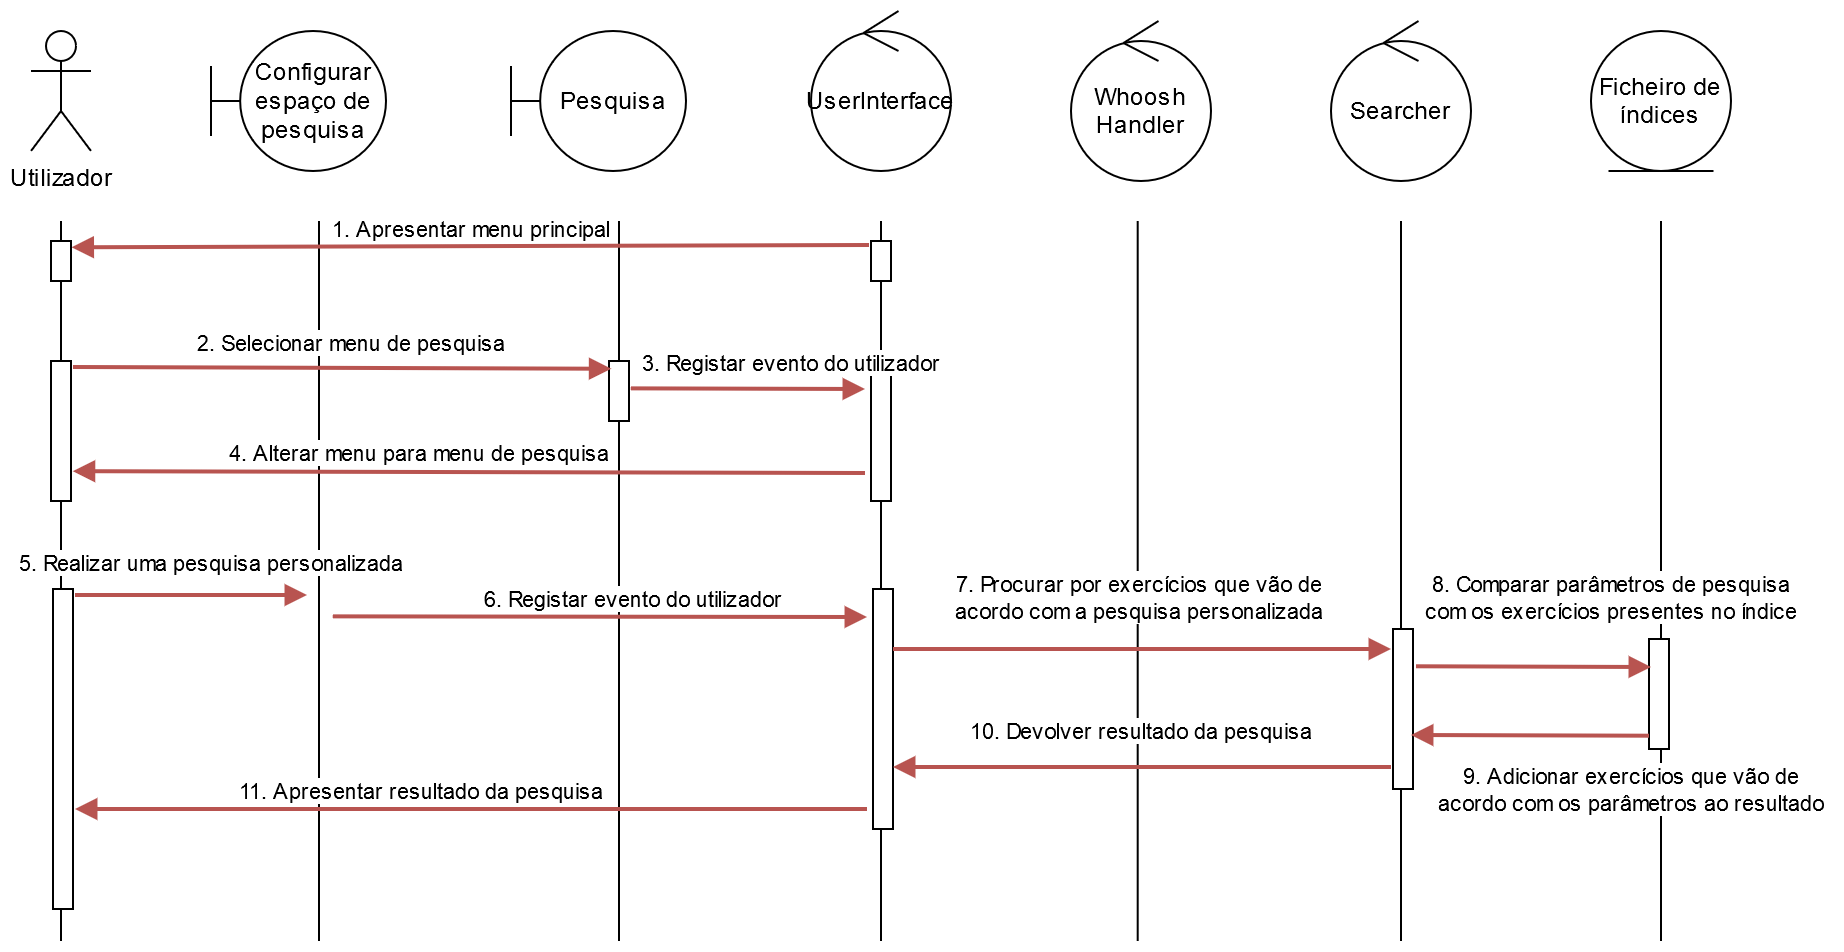 Configurar
espaço de
pesquisa
Pesquisa
UserInterface
Whoosh
Handler
Searcher
Ficheiro de
índices
Utilizador
1. Apresentar menu principal
2. Selecionar menu de pesquisa
3. Registar evento do utilizador
4. Alterar menu para menu de pesquisa
5. Realizar uma pesquisa personalizada
6. Registar evento do utilizador
7. Procurar por exercícios que vão de
acordo com a pesquisa personalizada
8. Comparar parâmetros de pesquisa
com os exercícios presentes no índice
10. Devolver resultado da pesquisa
9. Adicionar exercícios que vão de
acordo com os parâmetros ao resultado
11. Apresentar resultado da pesquisa